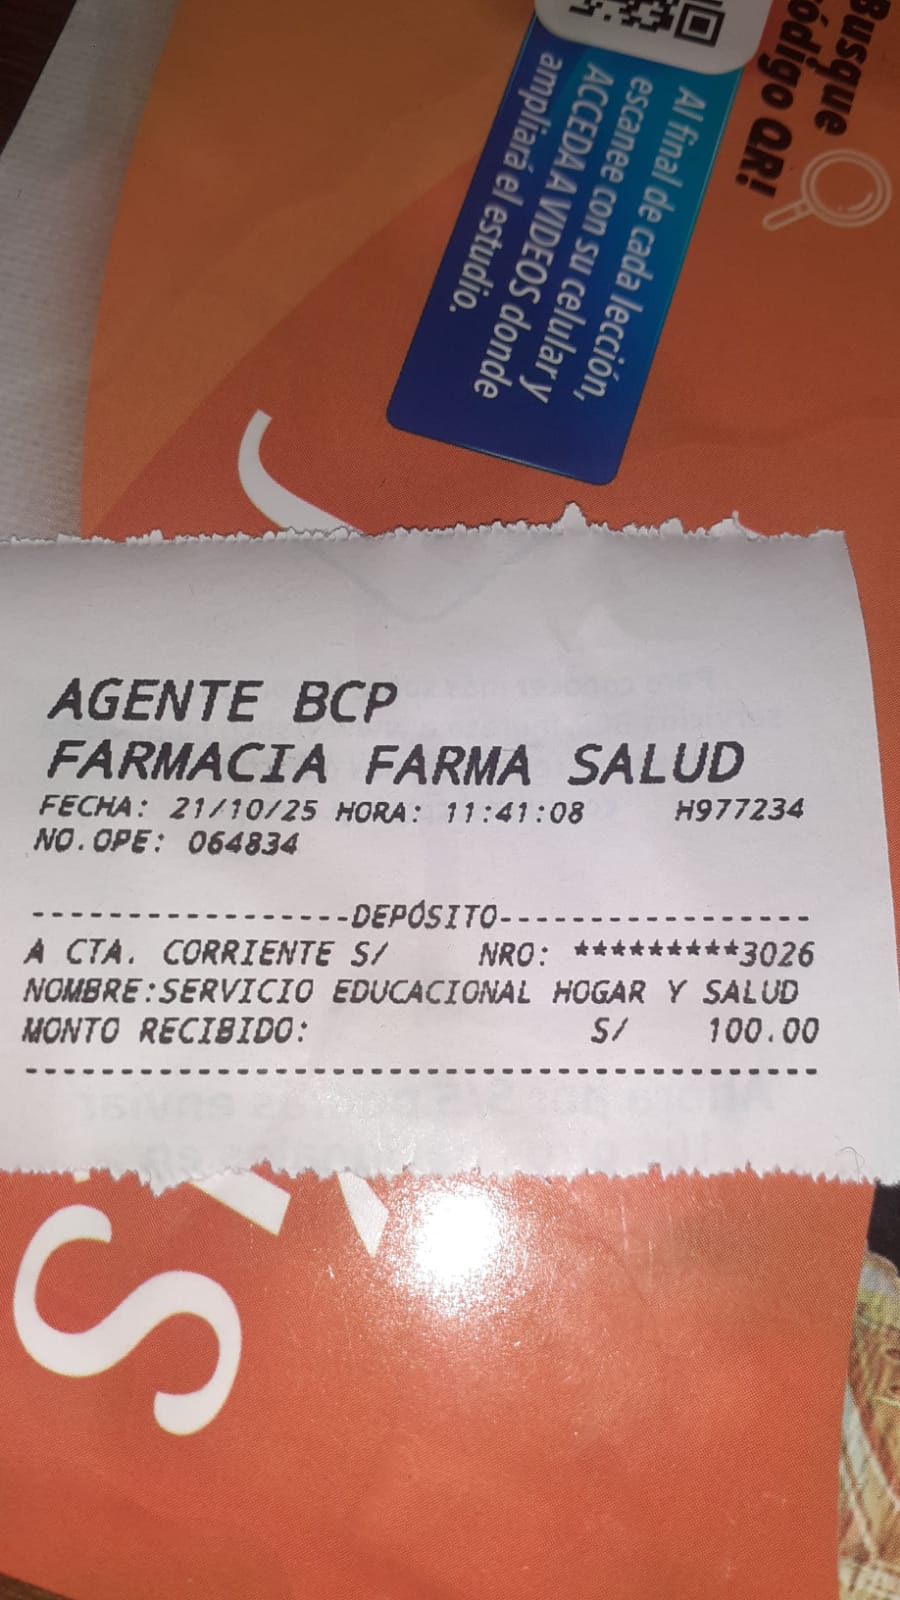 ¡Busque
código QR!
Al final de cada lección,
escanee con su celular y
ACCEDA A VIDEOS donde
ampliará el estudio.
AGENTE BCP
FARMACIA FARMA SALUD
FECHA: 21/10/25 HORA: 11:41:08 H977234
NO.OPE: 064834
------------------DEPÓSITO------------------
A CTA. CORRIENTE S/ NRO: *********3026
NOMBRE:SERVICIO EDUCACIONAL HOGAR Y SALUD
MONTO RECIBIDO: S/ 100.00
-----------------------------------------
S